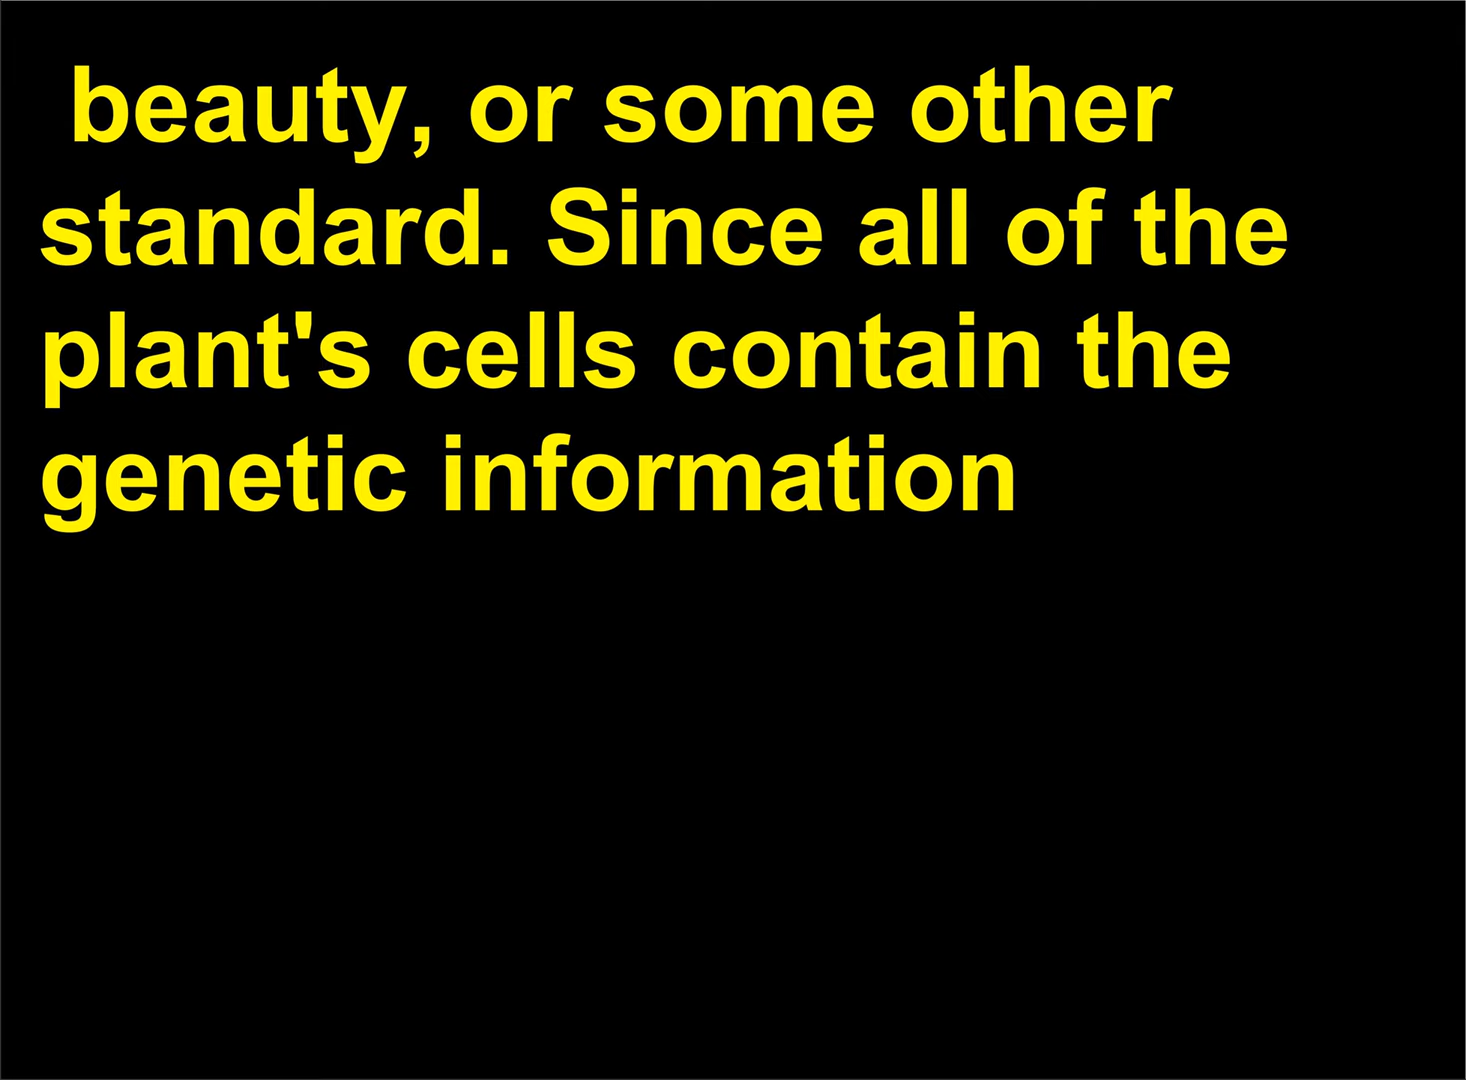 beauty, or some other
standard. Since all of the
plant's cells contain the
genetic information